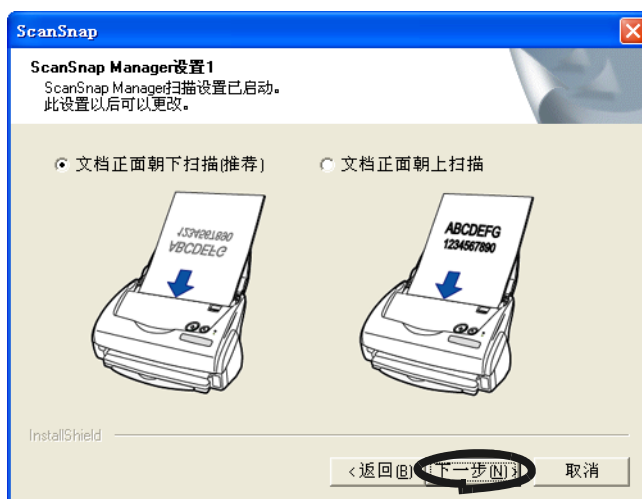 ScanSnap
ScanSnap Manager设置1
ScanSnap Manager扫描设置已启动。
此设置以后可以更改。
文档正面朝下扫描(推荐)
文档正面朝上扫描
1234567890
ABCDEFG
ABCDEFG
1234567890
InstallShield
<返回(B)
下一步(N)>
取消